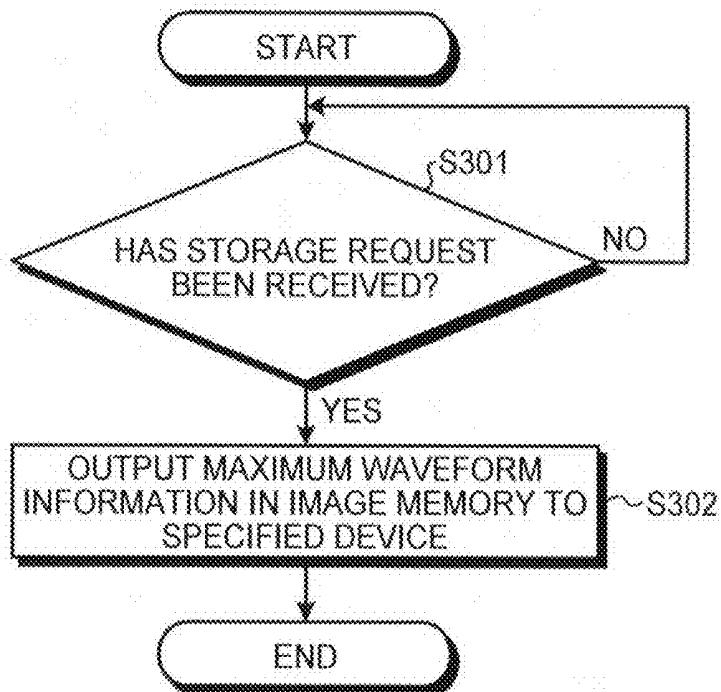 START
S301
HAS STORAGE REQUEST
BEEN RECEIVED?
NO
YES
OUTPUT MAXIMUM WAVEFORM
INFORMATION IN IMAGE MEMORY TO
SPECIFIED DEVICE
S302
END